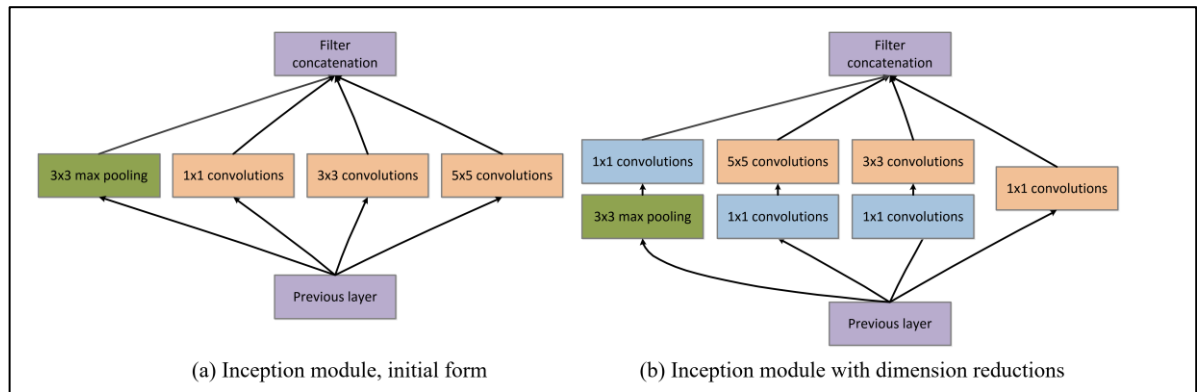 Filter
concatenation
3x3 max pooling
1x1 convolutions
3x3 convolutions
5x5 convolutions
Previous layer
(a) Inception module, initial form
Filter
concatenation
1x1 convolutions
5x5 convolutions
3x3 convolutions
1x1 convolutions
3x3 max pooling
1x1 convolutions
1x1 convolutions
Previous layer
(b) Inception module with dimension reductions